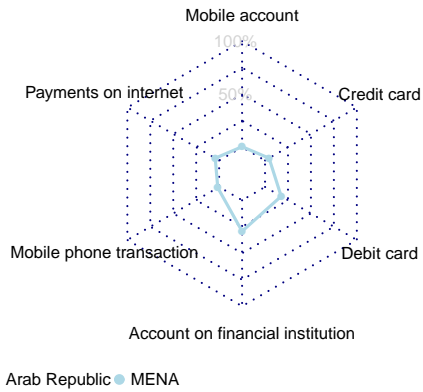 Mobile account
100%
Payments on internet
50%
Credit card
Mobile phone transaction
Debit card
Account on financial institution
Arab Republic MENA